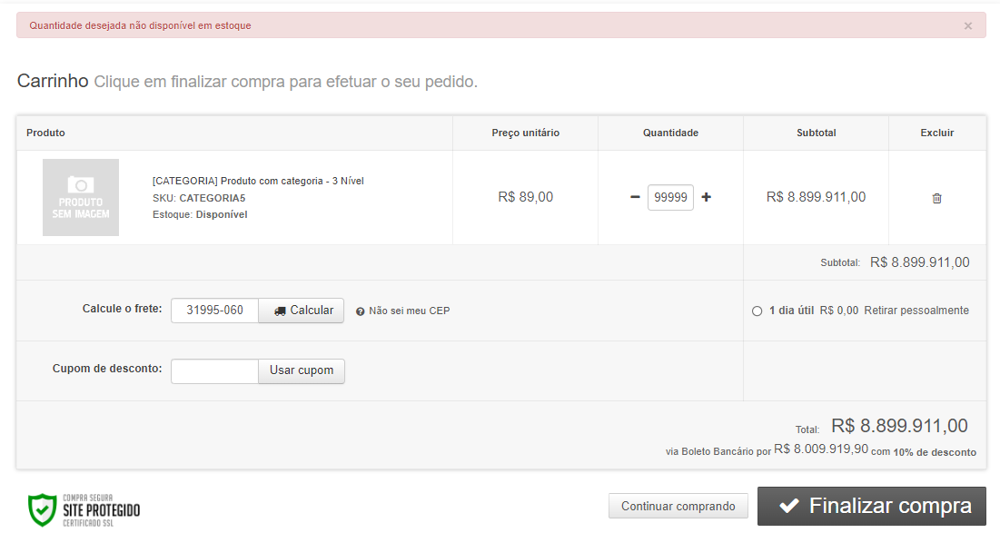 Quantidade desejada não disponível em estoque ×
Carrinho Clique em finalizar compra para efetuar o seu pedido.
Produto Preço unitário Quantidade Subtotal Excluir
PRODUTO
SEM IMAGEM
[CATEGORIA] Produto com categoria - 3 Nível
SKU: CATEGORIA5
Estoque: Disponível
R$ 89,00 − 99999 + R$ 8.899.911,00
Subtotal: R$ 8.899.911,00
Calcule o frete: 31995-060 Calcular ? Não sei meu CEP 1 dia útil R$ 0,00 Retirar pessoalmente
Cupom de desconto: Usar cupom
Total: R$ 8.899.911,00
via Boleto Bancário por R$ 8.009.919,90 com 10% de desconto
COMPRA SEGURA
SITE PROTEGIDO
CERTIFICADO SSL
Continuar comprando Finalizar compra